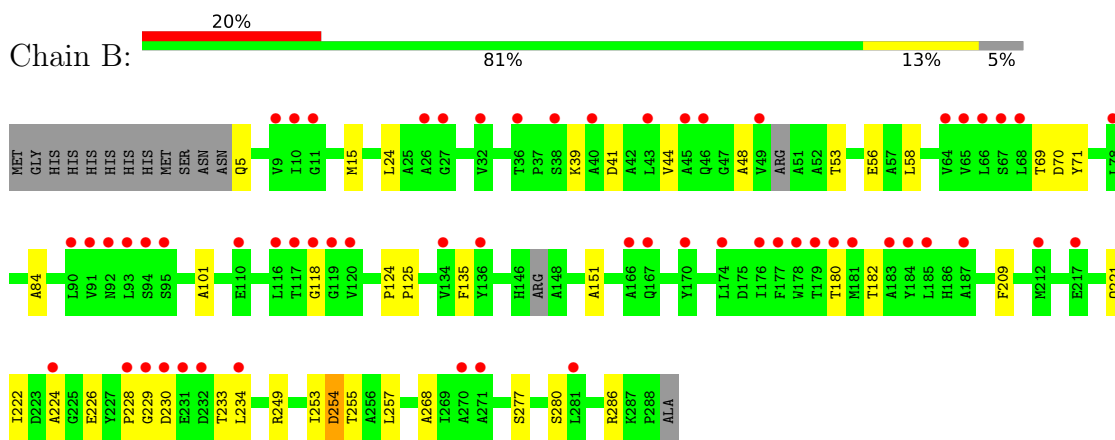 20%
Chain B:
81% 13% 5%
MET GLY HIS HIS HIS HIS HIS HIS MET SER ASN ASN Q5 V9 I10 G11 M15 L24 A25 A26 G27 V32 T36 P37 S38 K39 A40 D41 A42 L43 V44 A45 Q46 G47 A48 V49 ARG A51 A52 T53 E56 A57 L58 V64 V65 L66 S67 L68 T69 D70 Y71 L78
A84 L90 V91 N92 L93 S94 S95 A101 E110 L116 T117 G118 G119 V120 P124 P125 V134 F135 Y136 H146 ARG A148 A151 A166 Q167 Y170 L174 D175 I176 F177 W178 T179 T180 M181 T182 A183 Y184 L185 H186 A187 F209 M212 E217
I222 D223 A224 G225 E226 Y227 P228 G229 D230 E231 D232 T233 L234 R249 I253 D254 T255 A256 L257 A268 I269 A270 A271 S277 S280 L281 R286 K287 P288 ALA